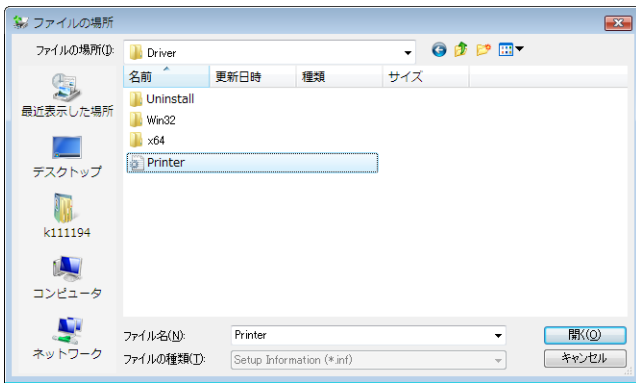 ファイルの場所
ファイルの場所(I):
Driver
名前
更新日時
種類
サイズ
最近表示した場所
デスクトップ
k111194
コンピュータ
ネットワーク
Uninstall
Win32
x64
Printer
ファイル名(N):
Printer
開く(O)
ファイルの種類(T):
Setup Information (*.inf)
キャンセル